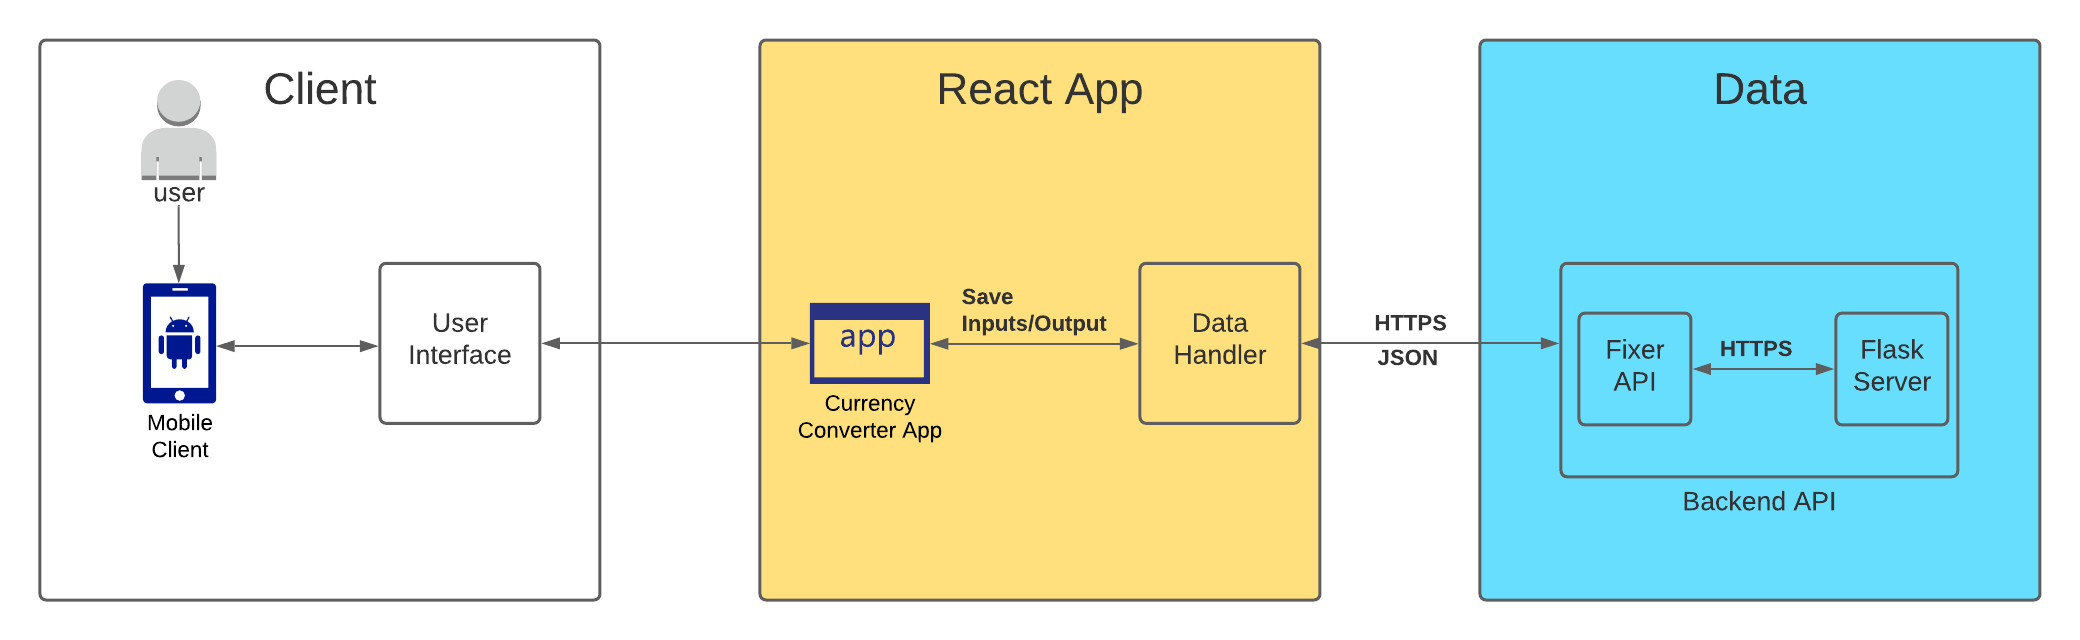 Client
user
Mobile
Client
User
Interface
React App
app
Currency
Converter App
Save
Inputs/Output
Data
Handler
HTTPS
JSON
Data
Fixer
API
HTTPS
Flask
Server
Backend API